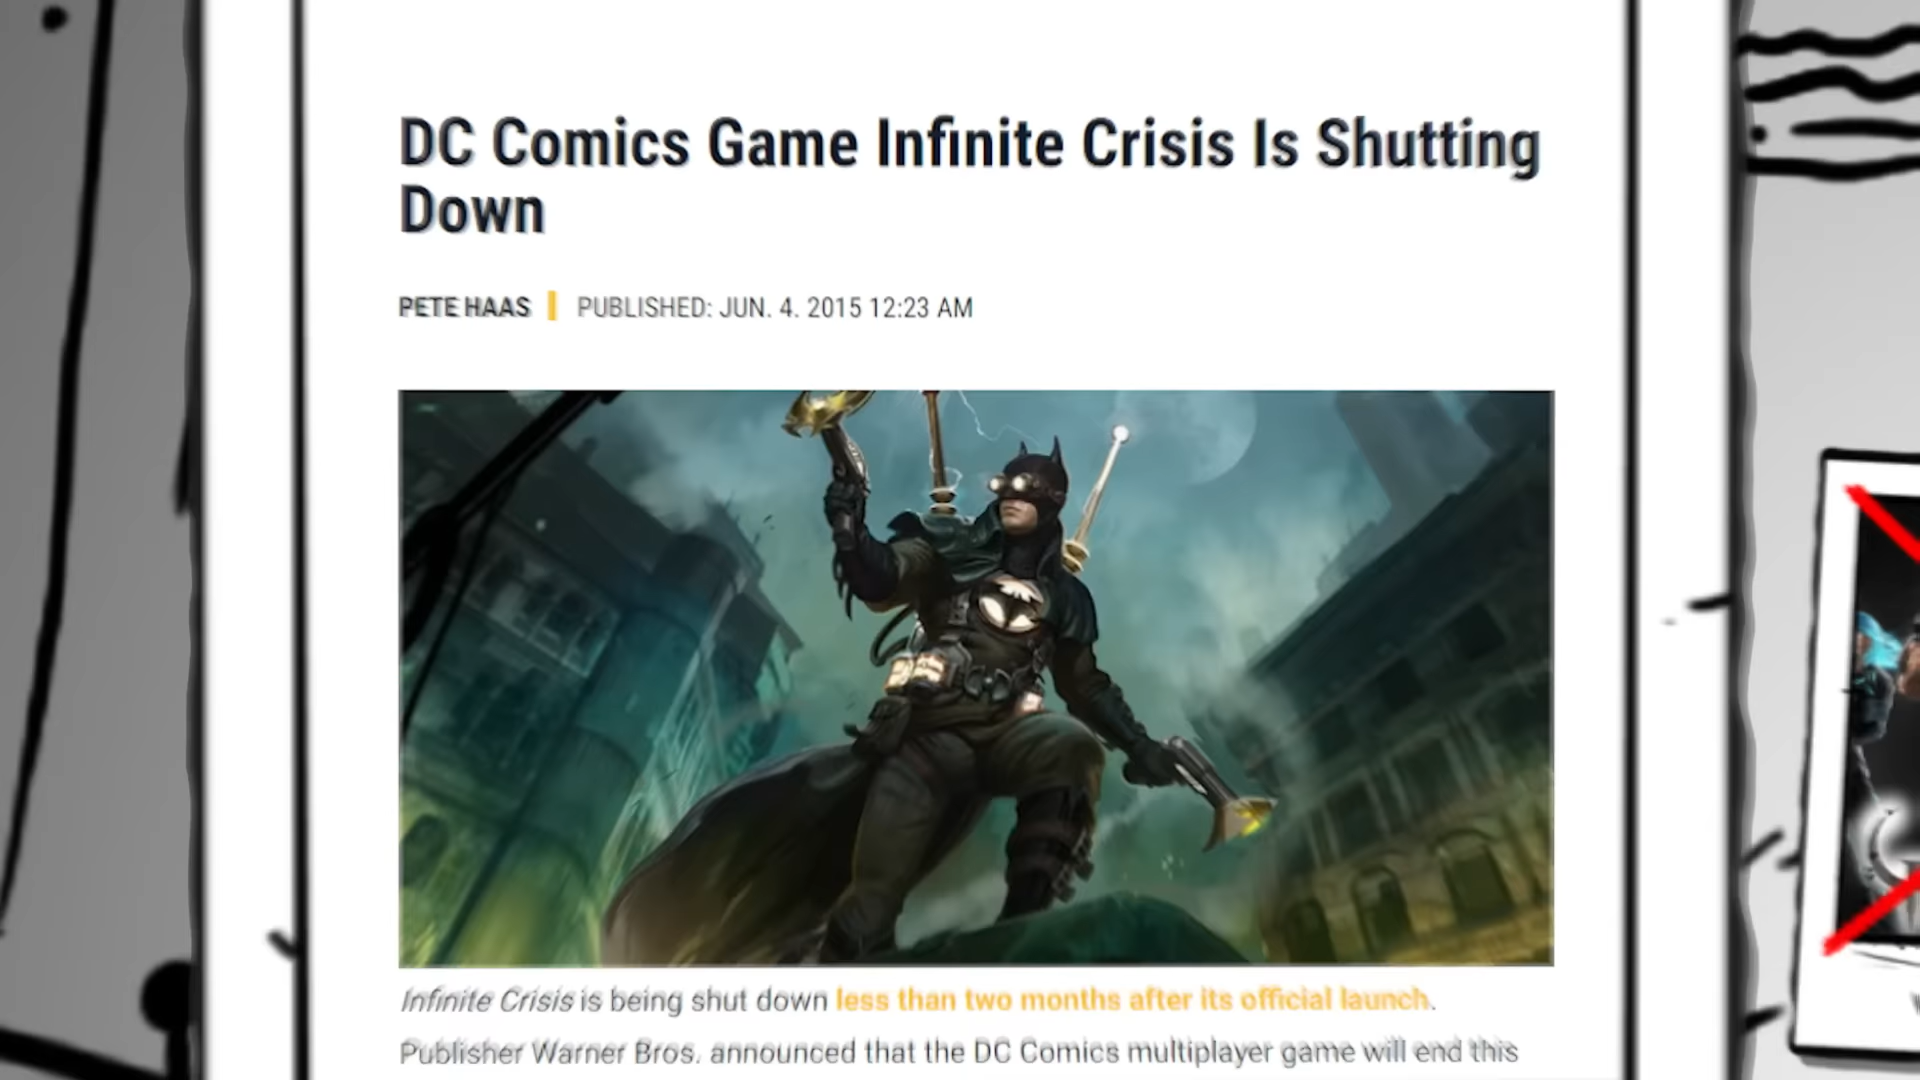 DC Comics Game Infinite Crisis Is Shutting
Down
PETE HAAS PUBLISHED: JUN. 4. 2015 12:23 AM
Infinite Crisis is being shut down less than two months after its official launch.
Publisher Warner Bros. announced that the DC Comics multiplayer game will end this